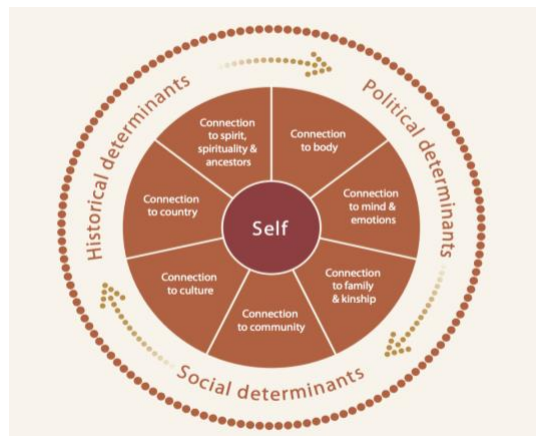 Historical determinants
Political determinants
Connection
to spirit,
spirituality &
ancestors
Connection
to body
Connection
to country
Connection
to mind &
emotions
Self
Connection
to culture
Connection
to family
& kinship
Connection
to community
Social determinants